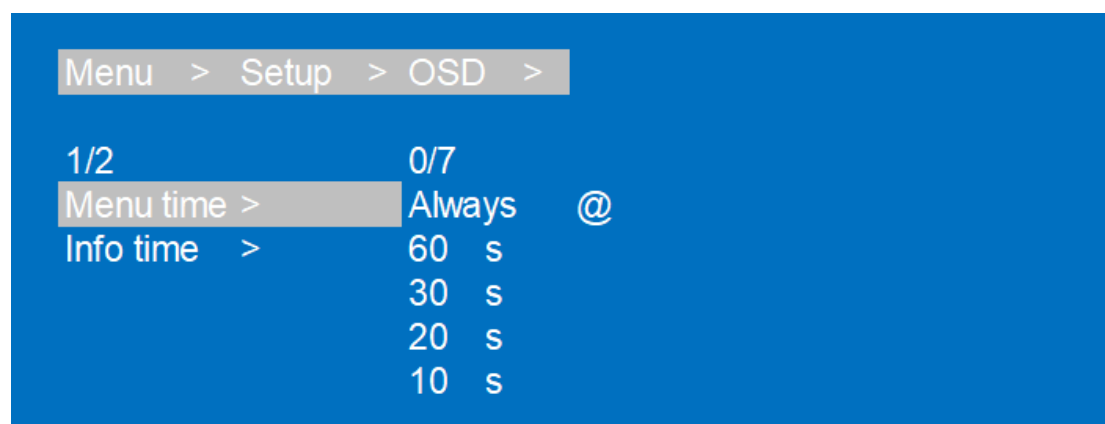 Menu > Setup > OSD >
1/2 0/7
Menu time > Always @
Info time > 60 s
30 s
20 s
10 s